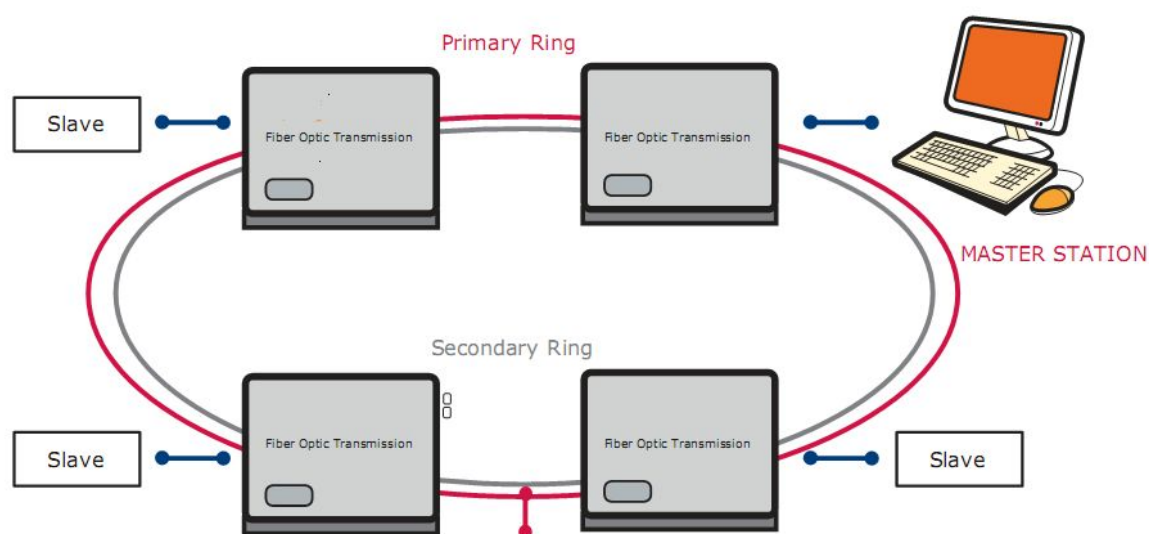 Primary Ring
Slave
Fiber Optic Transmission
Fiber Optic Transmission
MASTER STATION
Secondary Ring
Slave
Fiber Optic Transmission
Fiber Optic Transmission
Slave